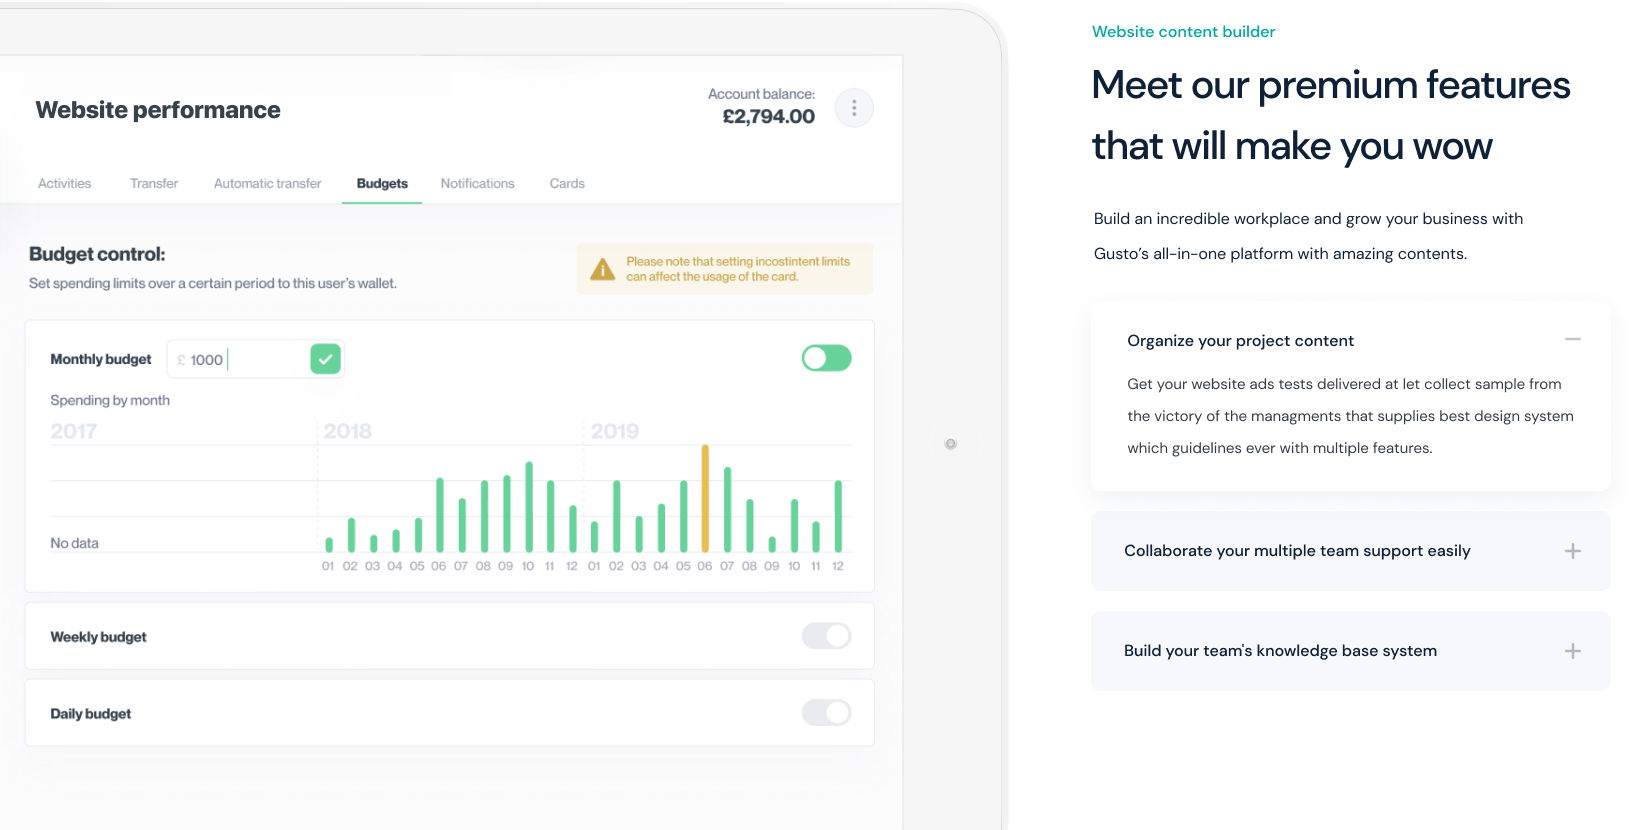 Website performance
Account balance:
£2,794.00
Activities
Transfer
Automatic transfer
Budgets
Notifications
Cards
Budget control:
Set spending limits over a certain period to this user's wallet.
Please note that setting incostintent limits
can affect the usage of the card.
Monthly budget
£ 1000
Spending by month
2017
2018
2019
No data
01 02 03 04 05 06 07 08 09 10 11 12 01 02 03 04 05 06 07 08 09 10 11 12
Weekly budget
Daily budget
Website content builder
Meet our premium features
that will make you wow
Build an incredible workplace and grow your business with
Gusto’s all-in-one platform with amazing contents.
Organize your project content
Get your website ads tests delivered at let collect sample from
the victory of the managments that supplies best design system
which guidelines ever with multiple features.
Collaborate your multiple team support easily
Build your team's knowledge base system